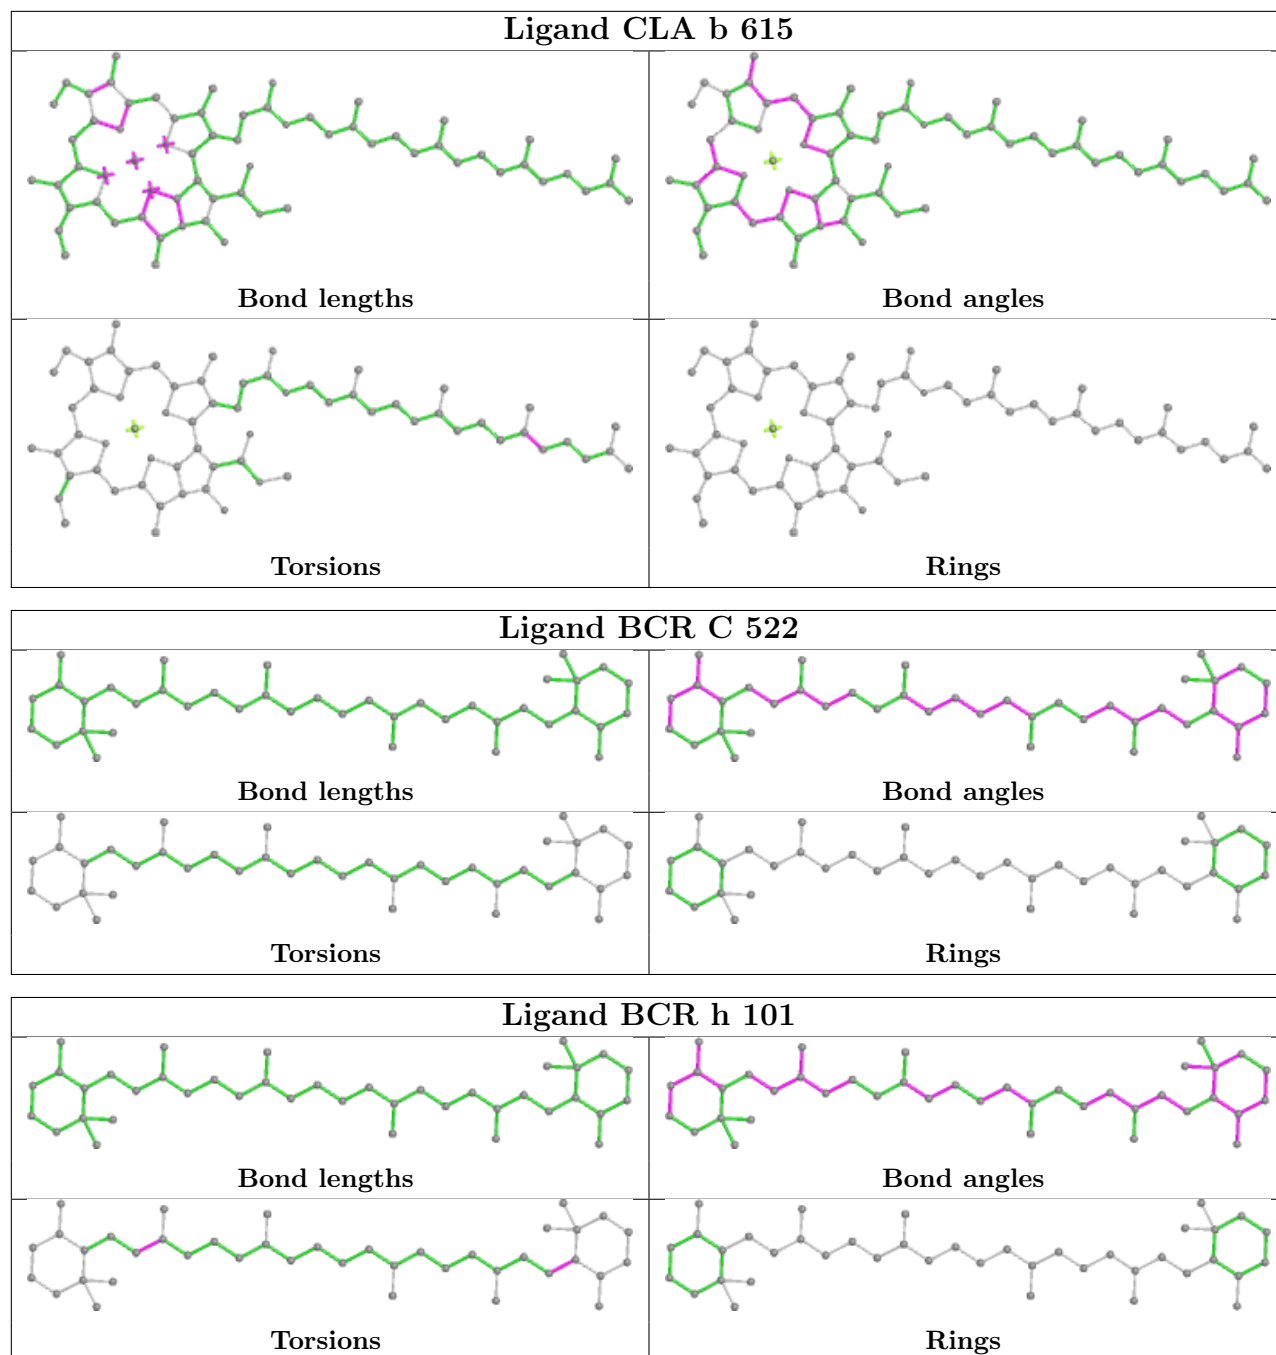 Ligand CLA b 615
Bond lengths
Bond angles
Torsions
Rings
Ligand BCR C 522
Bond lengths
Bond angles
Torsions
Rings
Ligand BCR h 101
Bond lengths
Bond angles
Torsions
Rings